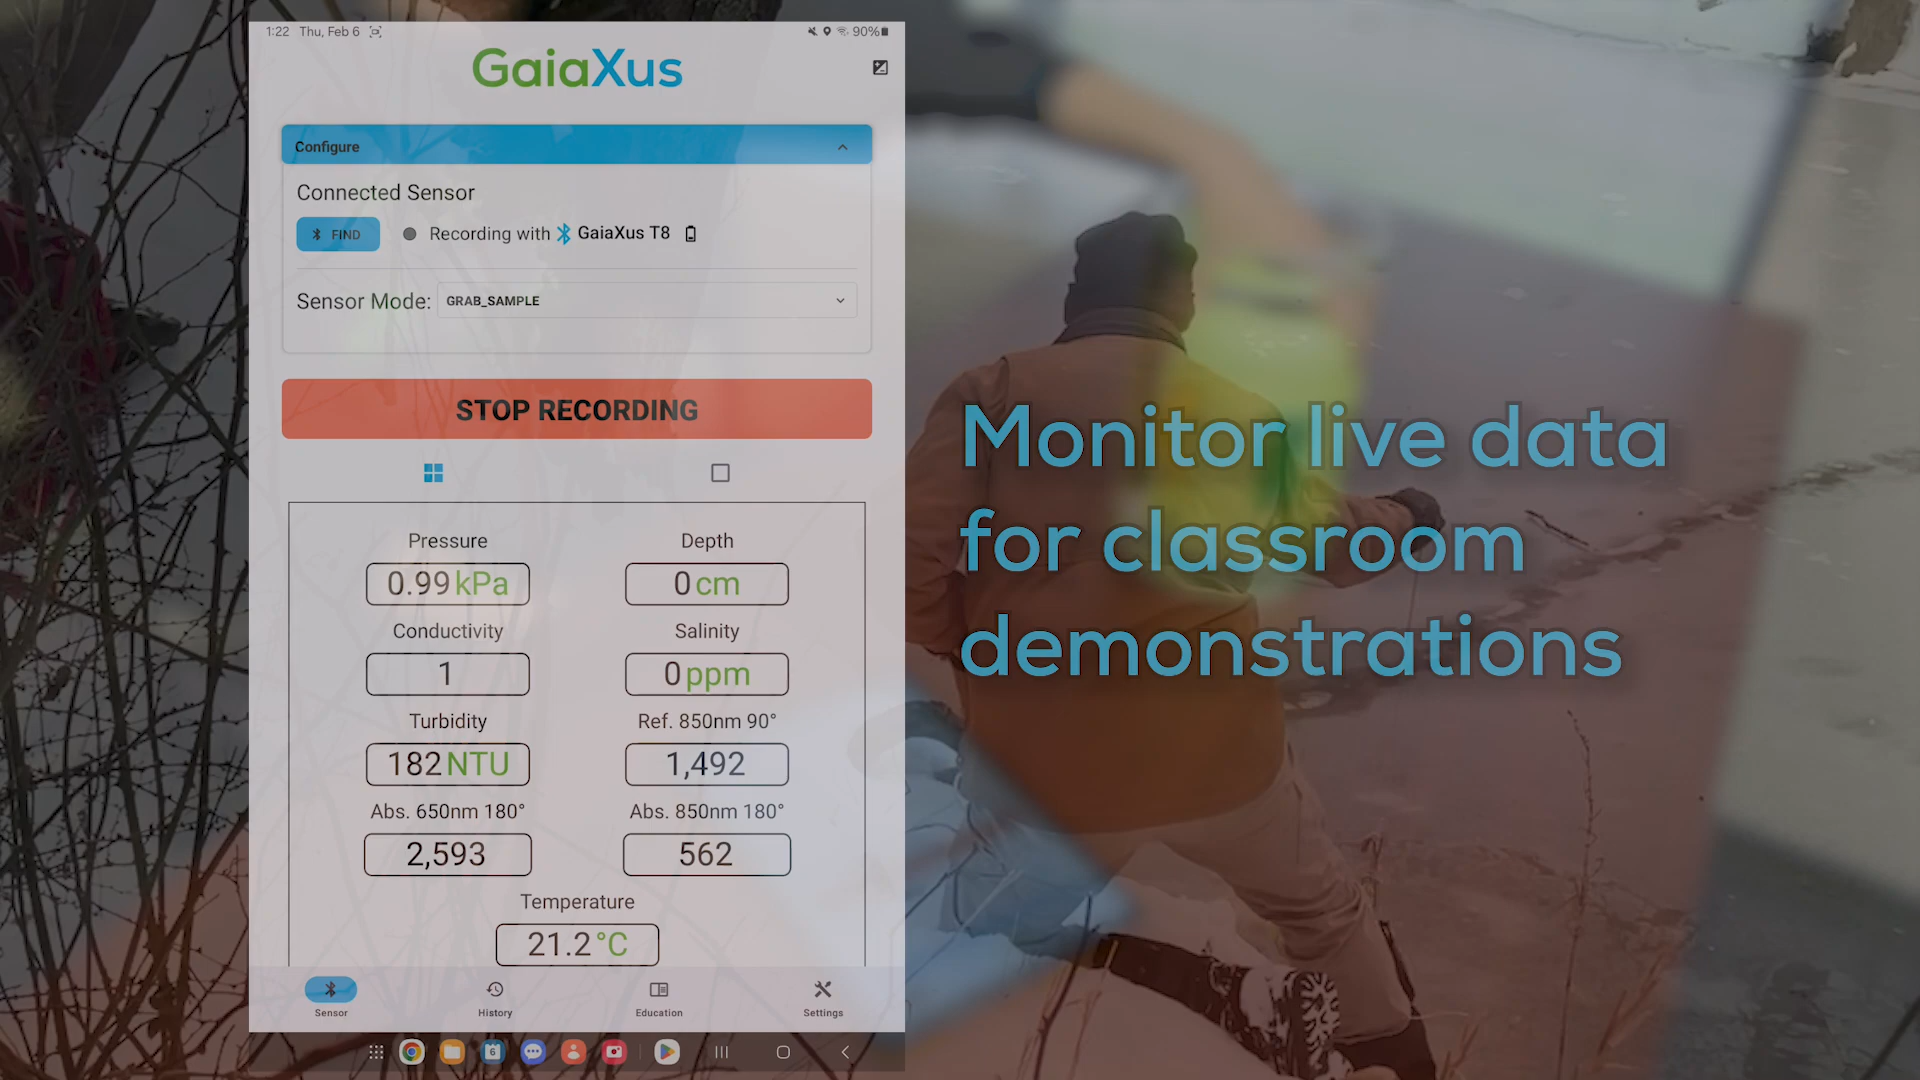 1:22 Thu, Feb 6 90%
GaiaXus
Configure
Connected Sensor
FIND Recording with GaiaXus T8
Sensor Mode: GRAB_SAMPLE
STOP RECORDING
Pressure Depth
0.99 kPa 0 cm
Conductivity Salinity
1 0 ppm
Turbidity Ref. 850nm 90°
182 NTU 1,492
Abs. 650nm 180° Abs. 850nm 180°
2,593 562
Temperature
21.2 °C
Sensor History Education Settings
6
Monitor live data
for classroom
demonstrations